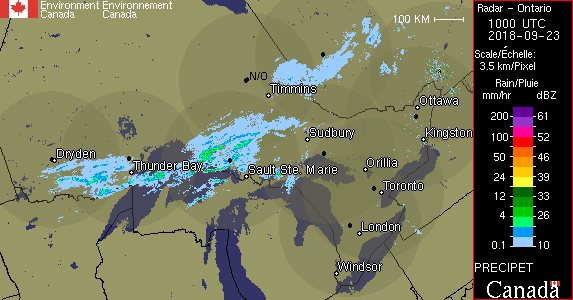 Environment Environnement
Canada Canada
100 KM
N/O
Timmins
Ottawa
Sudbury
Kingston
Dryden
Thunder Bay
Sault Ste. Marie
Orillia
Toronto
London
Windsor
Radar - Ontario
1000 UTC
2018-09-23
Scale/Échelle:
3.5 km/Pixel
Rain/Pluie
mm/hr dBZ
200 61
100 52
50 46
24 39
12 33
4 26
0.1 10
PRECIPET
Canada